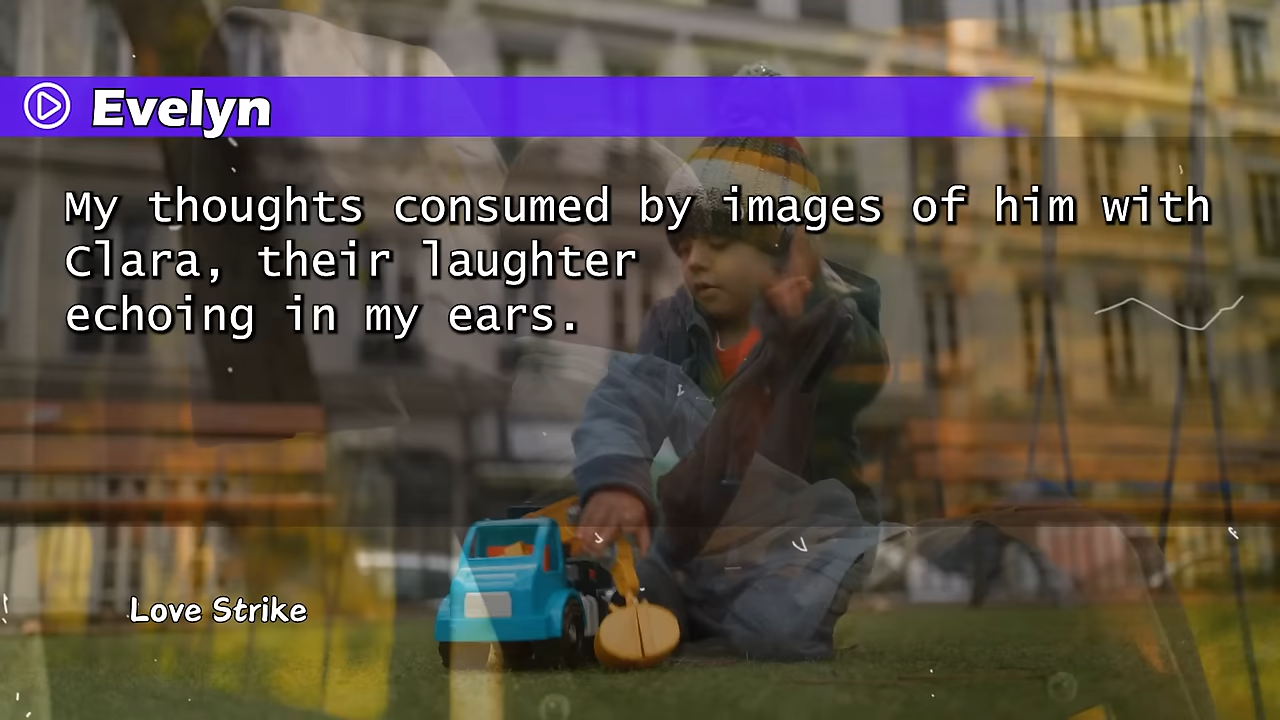 Evelyn
My thoughts consumed by images of him with
Clara, their laughter
echoing in my ears.
Love Strike